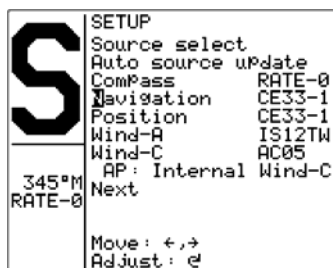 S
SETUP
Source select
Auto source update
Compass RATE-0
Navigation CE33-1
Position CE33-1
Wind-A IS12TW
Wind-C AC05
AP: Internal Wind-C
Next
345°M
RATE-0
Move: ←,→
Adjust: ↵